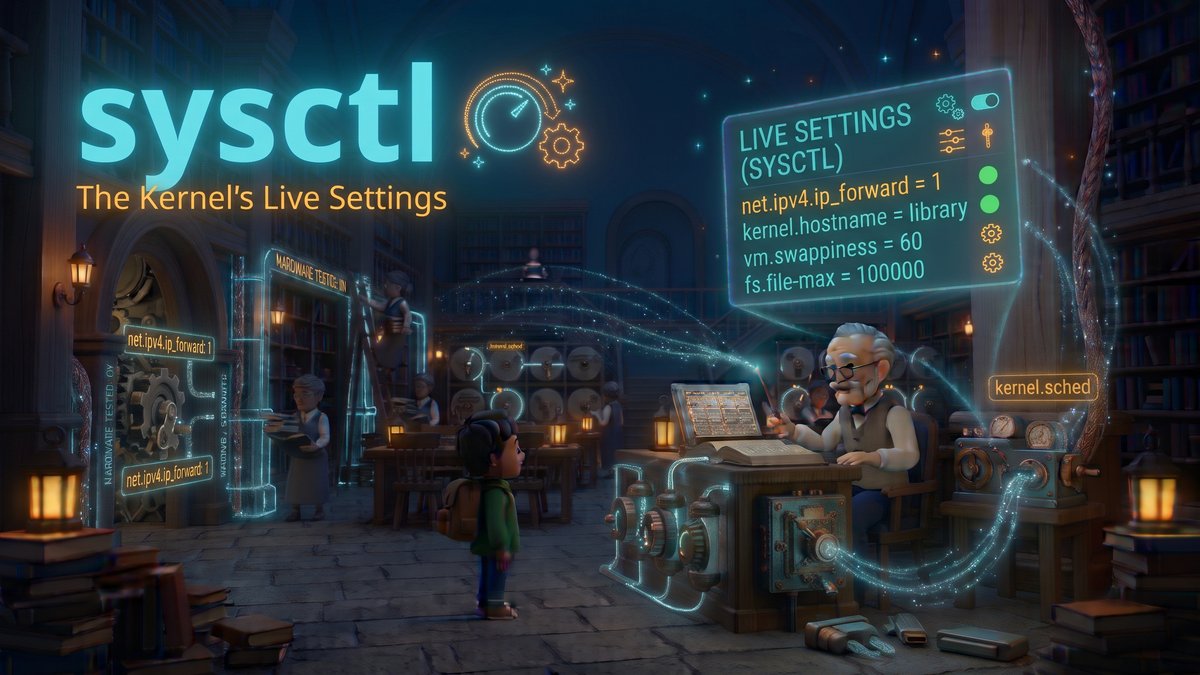 sysctl
The Kernel's Live Settings
LIVE SETTINGS
(SYSCTL)
net.ipv4.ip_forward = 1
kernel.hostname = library
vm.swappiness = 60
fs.file-max = 100000
net.ipv4.ip_forward: 1
net.ipv4.ip_forward: 1
kernel.sched